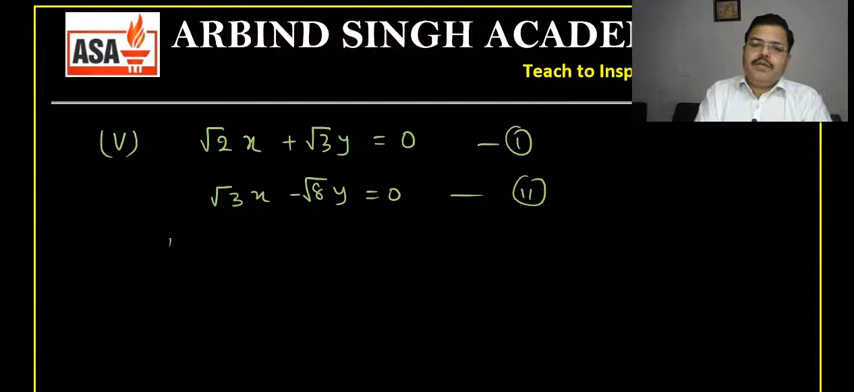 ASA
ARBIND SINGH ACADE
Teach to Insp
(V) √2 x + √3 y = 0 — (I)
√3 x - √8 y = 0 — (II)